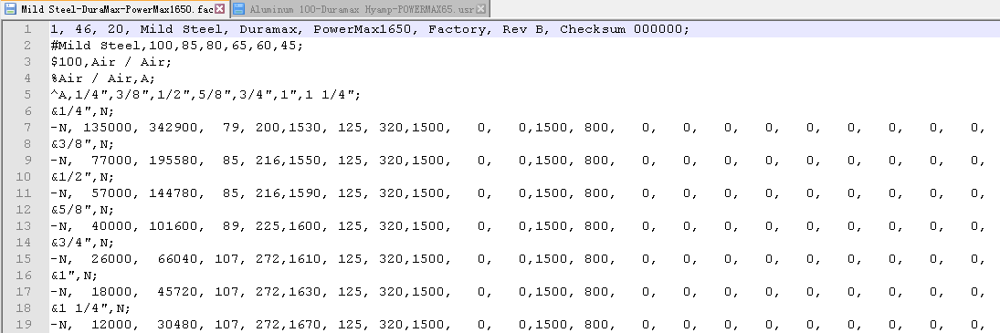 Mild Steel-DuraMax-PowerMax1650.fac Aluminum 100-Duramax Hyamp-POWERMAX65.usr
1 1, 46, 20, Mild Steel, Duramax, PowerMax1650, Factory, Rev B, Checksum 000000;
2 #Mild Steel,100,85,80,65,60,45;
3 $100,Air / Air;
4 %Air / Air,A;
5 ^A,1/4",3/8",1/2",5/8",3/4",1",1 1/4";
6 &1/4",N;
7 -N, 135000, 342900, 79, 200,1530, 125, 320,1500, 0, 0,1500, 800, 0, 0, 0, 0, 0, 0, 0, 0, 0,
8 &3/8",N;
9 -N, 77000, 195580, 85, 216,1550, 125, 320,1500, 0, 0,1500, 800, 0, 0, 0, 0, 0, 0, 0, 0, 0,
10 &1/2",N;
11 -N, 57000, 144780, 85, 216,1590, 125, 320,1500, 0, 0,1500, 800, 0, 0, 0, 0, 0, 0, 0, 0, 0,
12 &5/8",N;
13 -N, 40000, 101600, 89, 225,1600, 125, 320,1500, 0, 0,1500, 800, 0, 0, 0, 0, 0, 0, 0, 0, 0,
14 &3/4",N;
15 -N, 26000, 66040, 107, 272,1610, 125, 320,1500, 0, 0,1500, 800, 0, 0, 0, 0, 0, 0, 0, 0, 0,
16 &1",N;
17 -N, 18000, 45720, 107, 272,1630, 125, 320,1500, 0, 0,1500, 800, 0, 0, 0, 0, 0, 0, 0, 0, 0,
18 &1 1/4",N;
19 -N, 12000, 30480, 107, 272,1670, 125, 320,1500, 0, 0,1500, 800, 0, 0, 0, 0, 0, 0, 0, 0, 0,